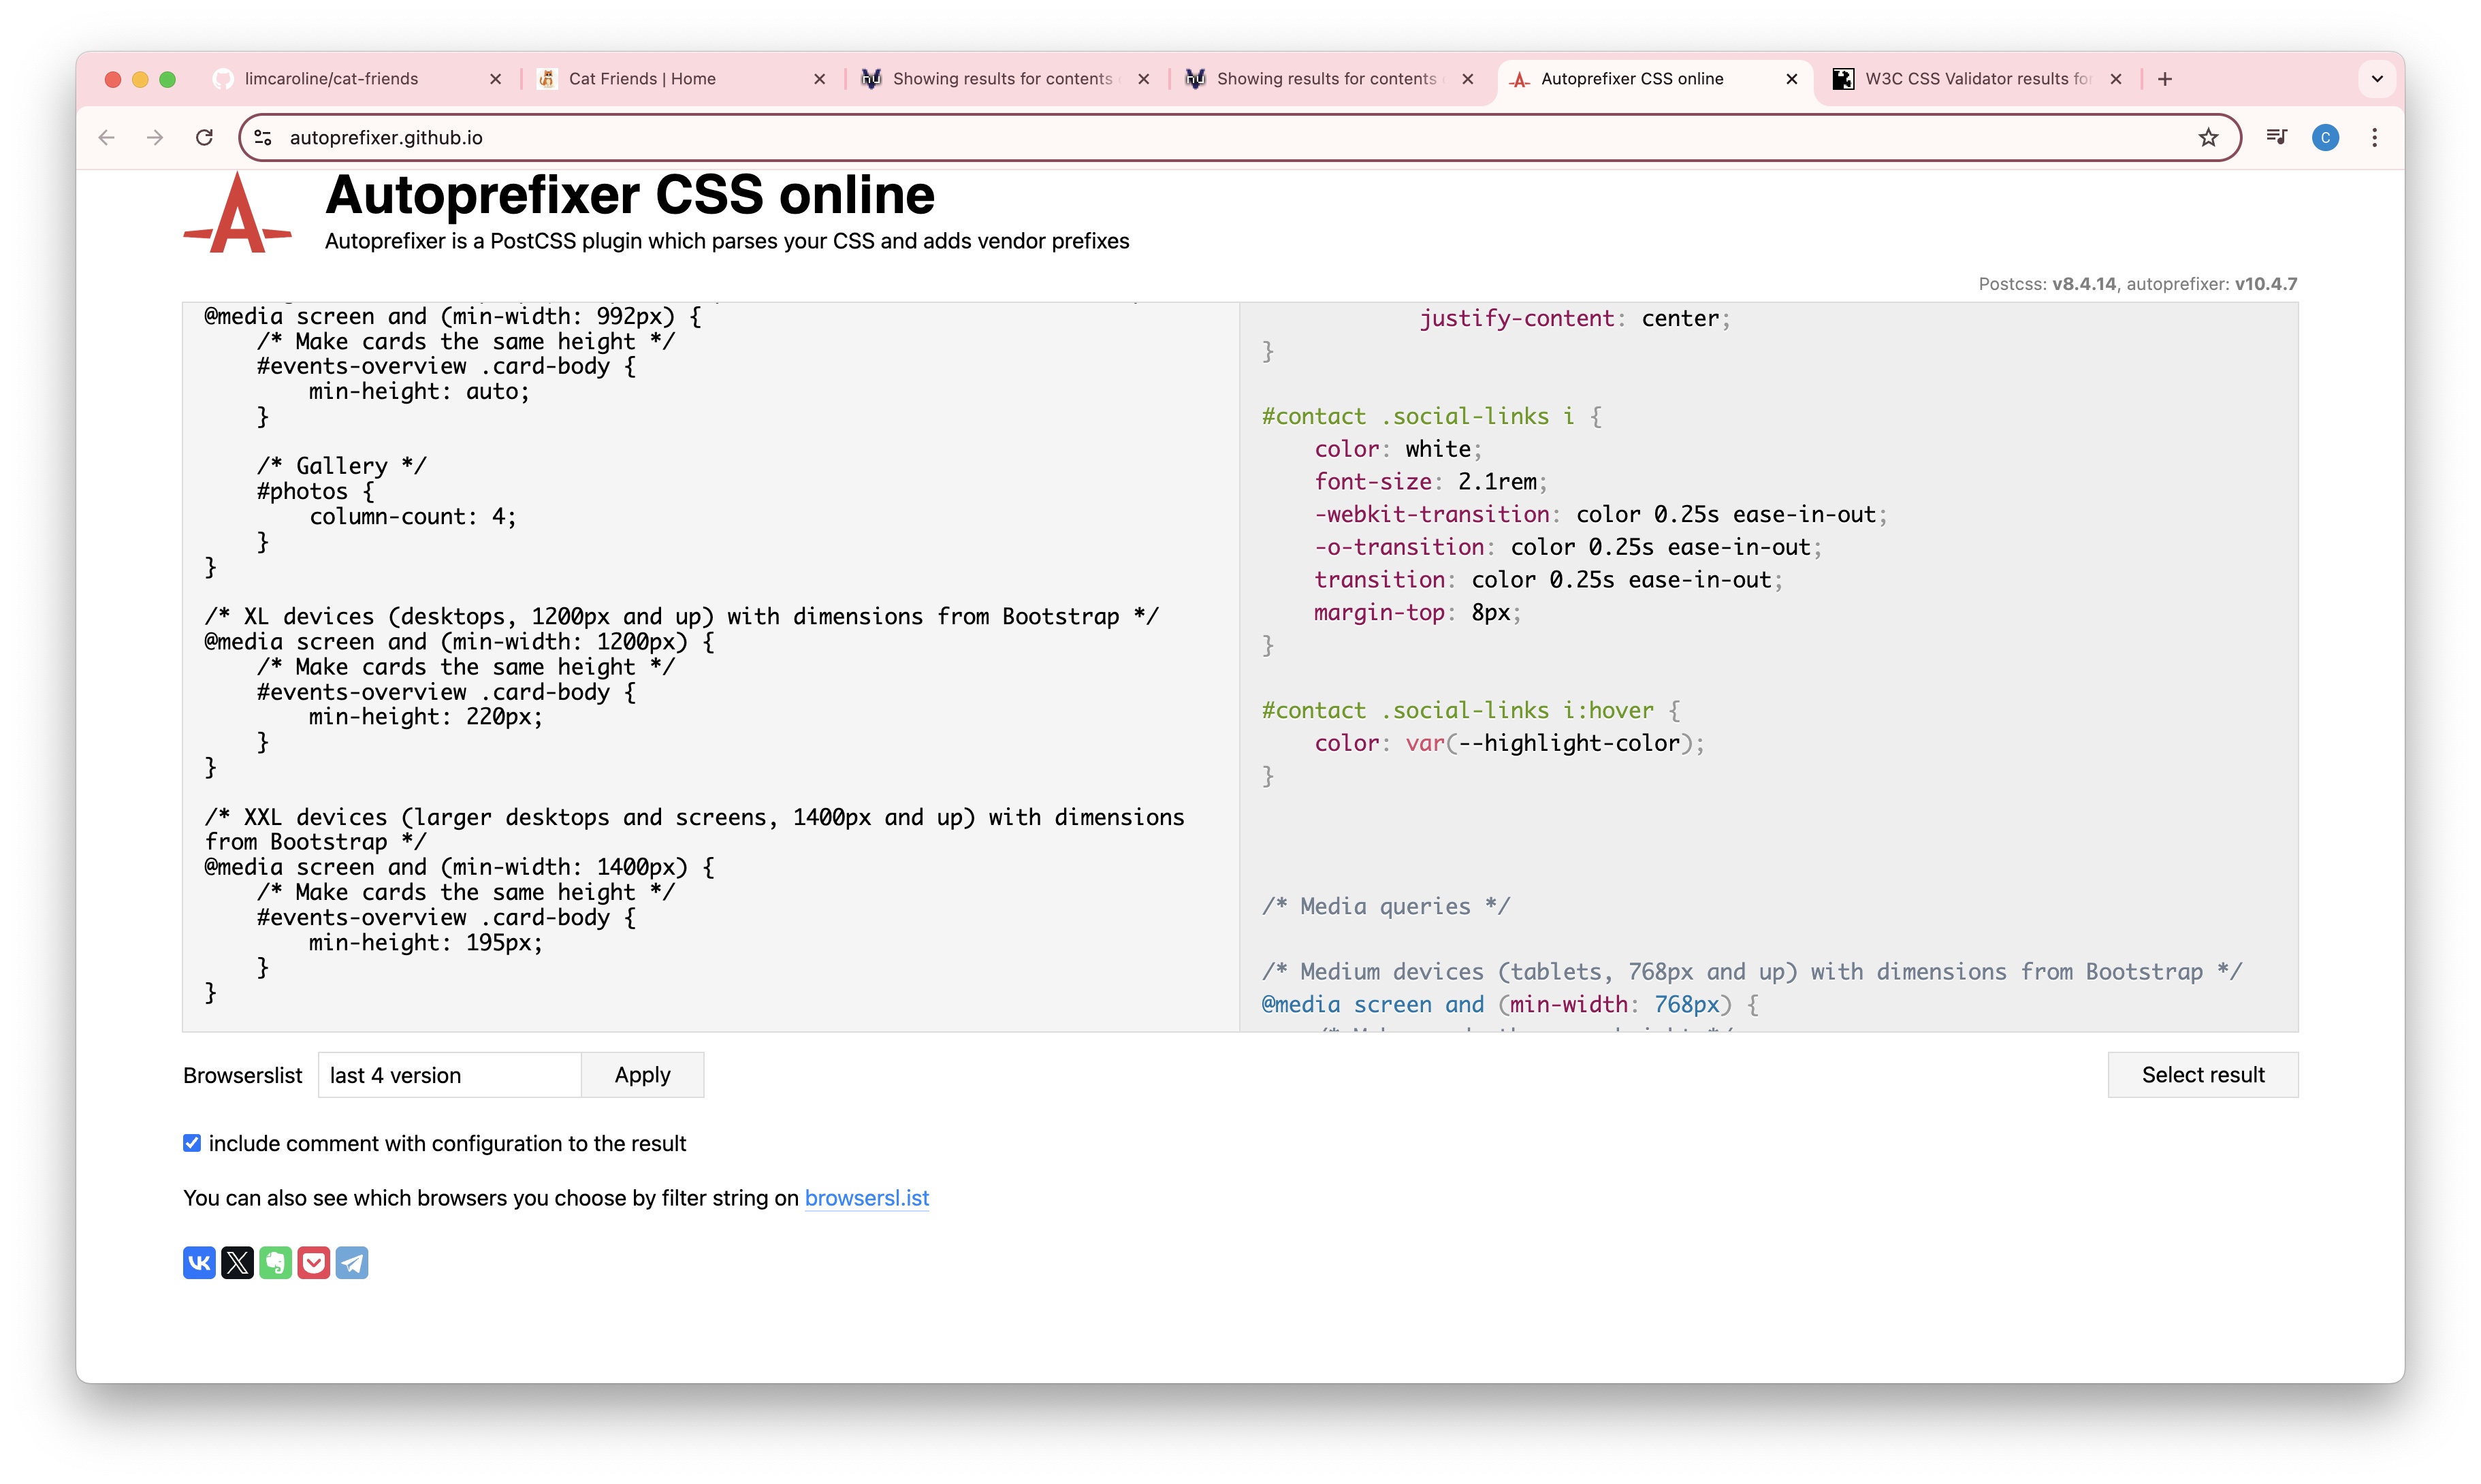 limcaroline/cat-friends
Cat Friends | Home
Showing results for contents
Showing results for contents
Autoprefixer CSS online
W3C CSS Validator results for
autoprefixer.github.io
C
Autoprefixer CSS online
Autoprefixer is a PostCSS plugin which parses your CSS and adds vendor prefixes
Postcss: v8.4.14, autoprefixer: v10.4.7
@media screen and (min-width: 992px) {
/* Make cards the same height */
#events-overview .card-body {
min-height: auto;
}
/* Gallery */
#photos {
column-count: 4;
}
}
/* XL devices (desktops, 1200px and up) with dimensions from Bootstrap */
@media screen and (min-width: 1200px) {
/* Make cards the same height */
#events-overview .card-body {
min-height: 220px;
}
}
/* XXL devices (larger desktops and screens, 1400px and up) with dimensions
from Bootstrap */
@media screen and (min-width: 1400px) {
/* Make cards the same height */
#events-overview .card-body {
min-height: 195px;
}
}
justify-content: center;
}
#contact .social-links i {
color: white;
font-size: 2.1rem;
-webkit-transition: color 0.25s ease-in-out;
-o-transition: color 0.25s ease-in-out;
transition: color 0.25s ease-in-out;
margin-top: 8px;
}
#contact .social-links i:hover {
color: var(--highlight-color);
}
/* Media queries */
/* Medium devices (tablets, 768px and up) with dimensions from Bootstrap */
@media screen and (min-width: 768px) {
Browserslist
last 4 version
Apply
Select result
include comment with configuration to the result
You can also see which browsers you choose by filter string on browsersl.ist